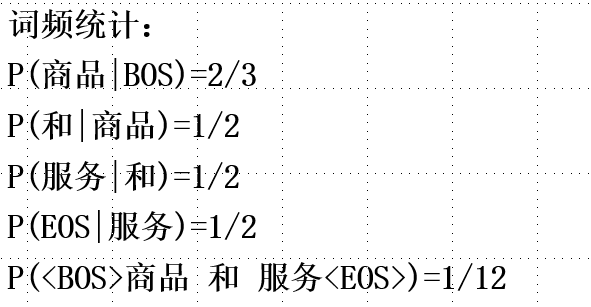 词频统计：
P(商品|BOS)=2/3
P(和|商品)=1/2
P(服务|和)=1/2
P(EOS|服务)=1/2
P(<BOS>商品 和 服务<EOS>)=1/12